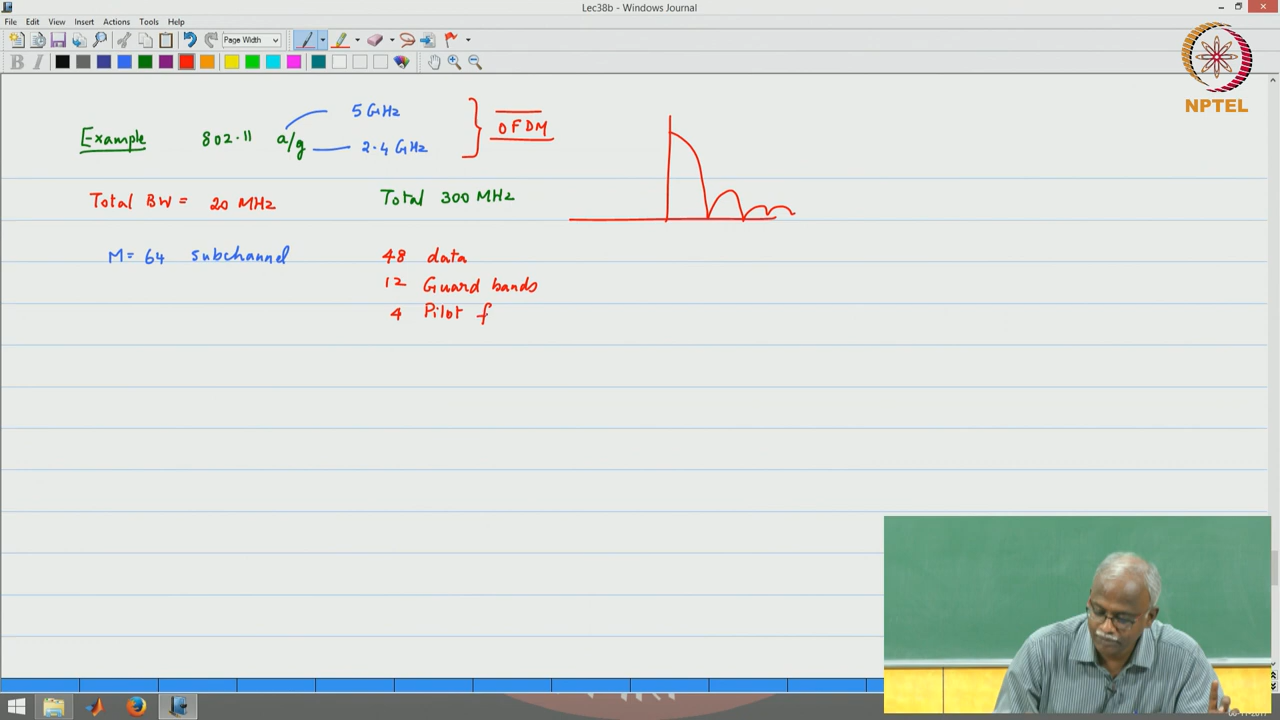 Lec38b - Windows Journal
File Edit View Insert Actions Tools Help
Page Width
B I
NPTEL
Example 802.11 a/g 5 GHz
2.4 GHz
OFDM
Total BW = 20 MHz Total 300 MHz
M = 64 subchannel 48 data
12 Guard bands
4 Pilot f